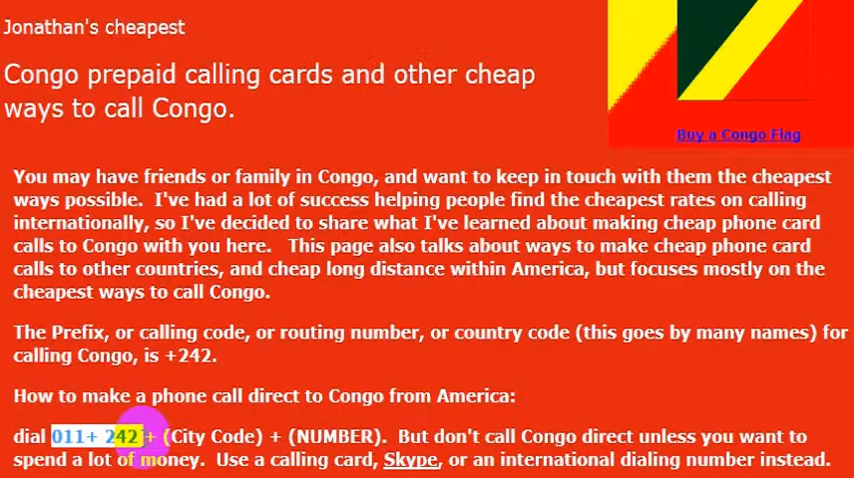 Jonathan's cheapest
Congo prepaid calling cards and other cheap
ways to call Congo.
Buy a Congo Flag
You may have friends or family in Congo, and want to keep in touch with them the cheapest
ways possible. I've had a lot of success helping people find the cheapest rates on calling
internationally, so I've decided to share what I've learned about making cheap phone card
calls to Congo with you here. This page also talks about ways to make cheap phone card
calls to other countries, and cheap long distance within America, but focuses mostly on the
cheapest ways to call Congo.
The Prefix, or calling code, or routing number, or country code (this goes by many names) for
calling Congo, is +242.
How to make a phone call direct to Congo from America:
dial 011+ 242 + (City Code) + (NUMBER). But don't call Congo direct unless you want to
spend a lot of money. Use a calling card, Skype, or an international dialing number instead.